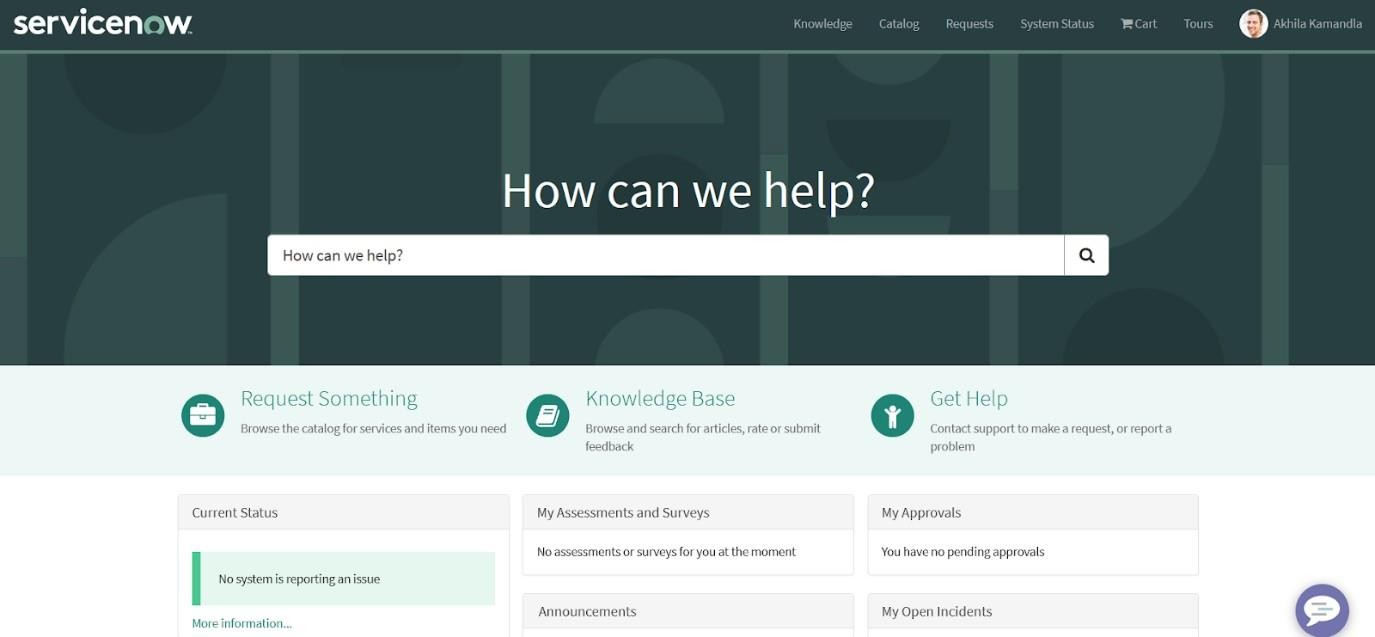 servicenow™
Knowledge Catalog Requests System Status Cart Tours Akhila Kamandla
How can we help?
How can we help?
Request Something
Browse the catalog for services and items you need
Knowledge Base
Browse and search for articles, rate or submit
feedback
Get Help
Contact support to make a request, or report a
problem
Current Status
No system is reporting an issue
More information...
My Assessments and Surveys
No assessments or surveys for you at the moment
My Approvals
You have no pending approvals
Announcements
My Open Incidents